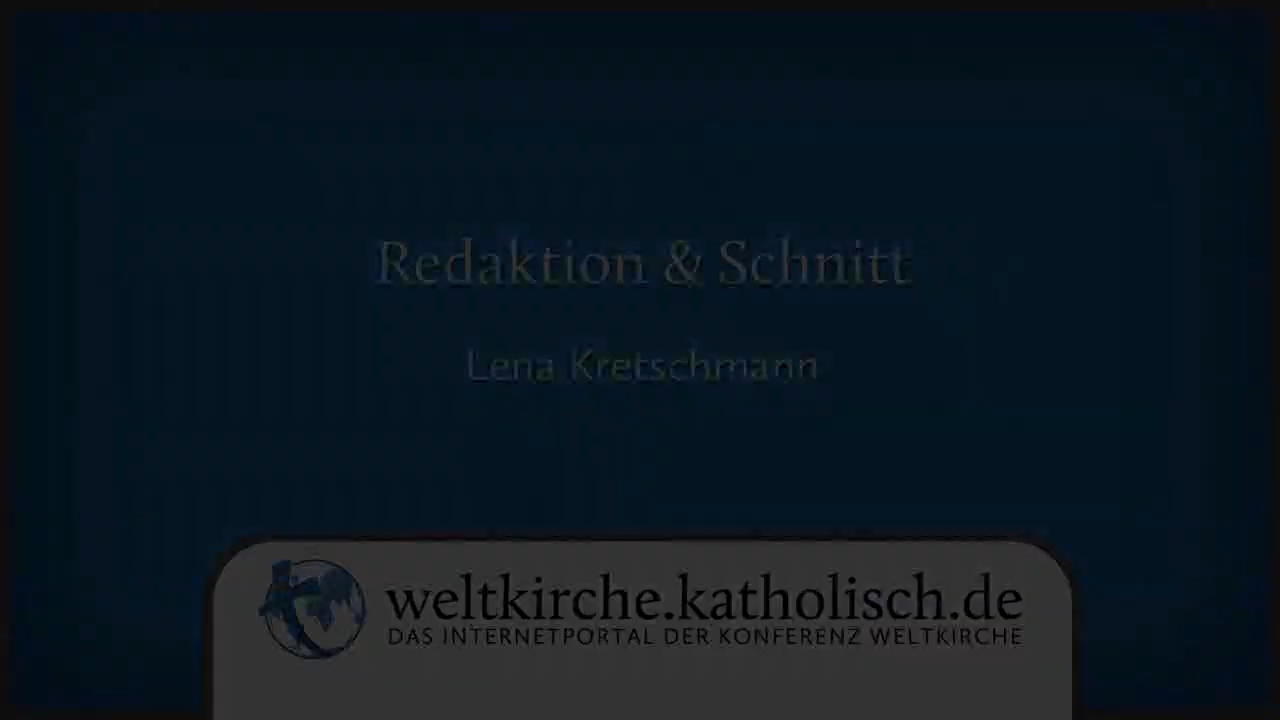 Redaktion & Schnitt
Lena Kretschmann
weltkirche.katholisch.de
DAS INTERNETPORTAL DER KONFERENZ WELTKIRCHE